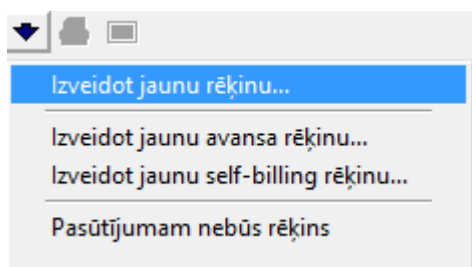 Izveidot jaunu rēķinu...
Izveidot jaunu avansa rēķinu...
Izveidot jaunu self-billing rēķinu...
Pasūtījumam nebūs rēķins